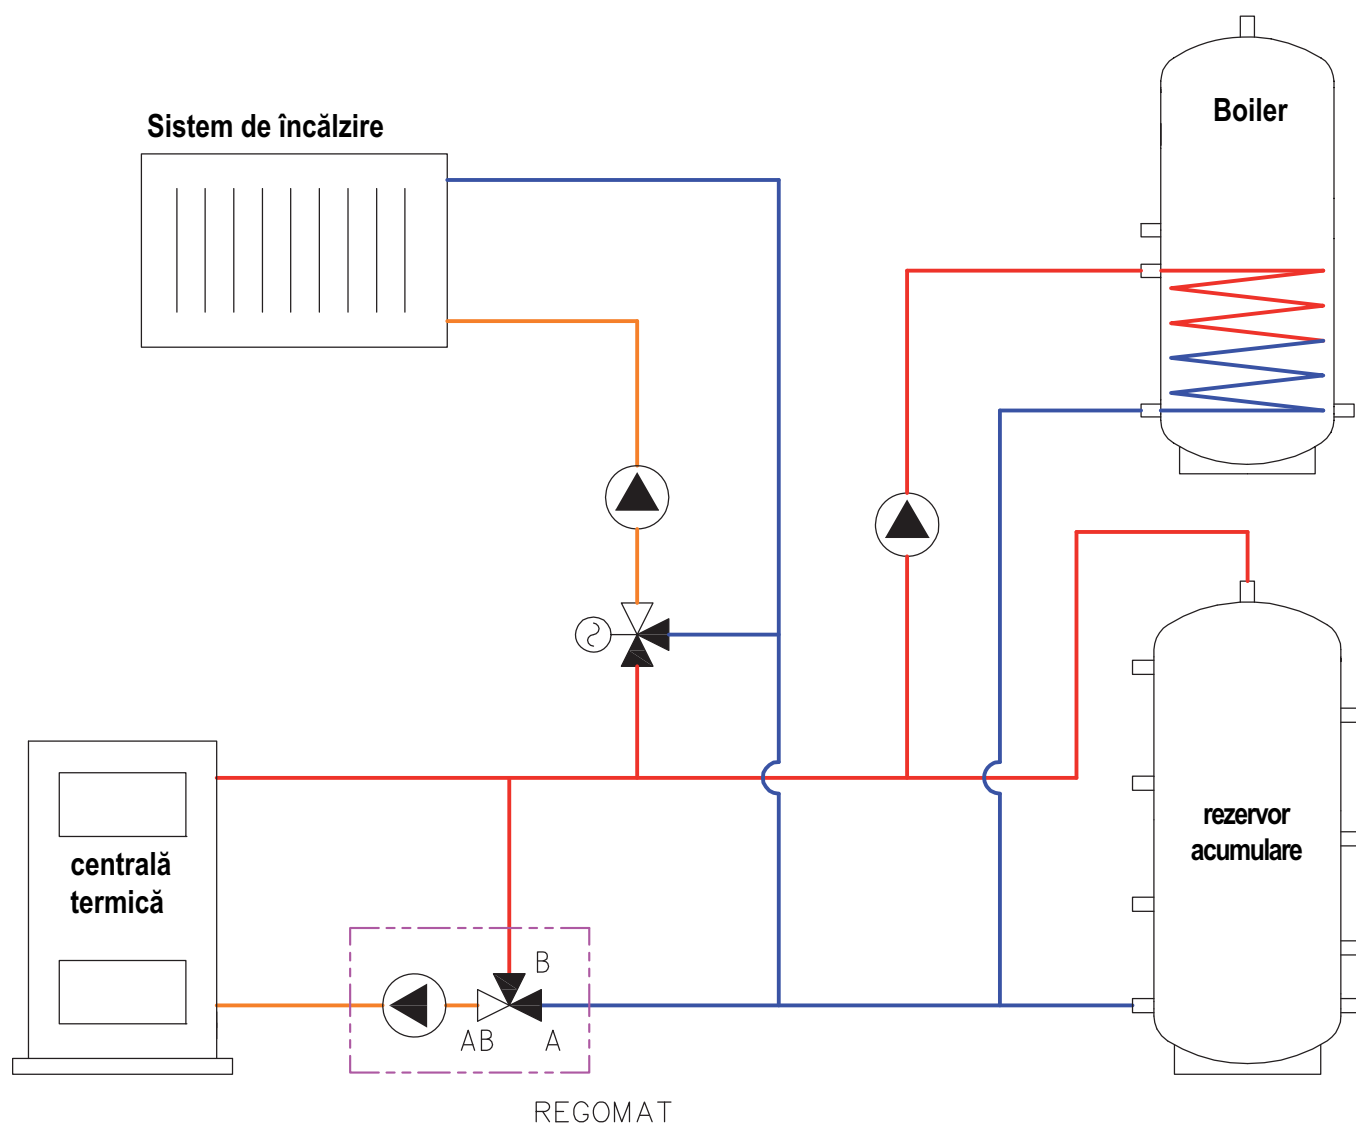 Boiler
Sistem de încălzire
rezervor
acumulare
centrală
termică
B
AB
A
REGOMAT